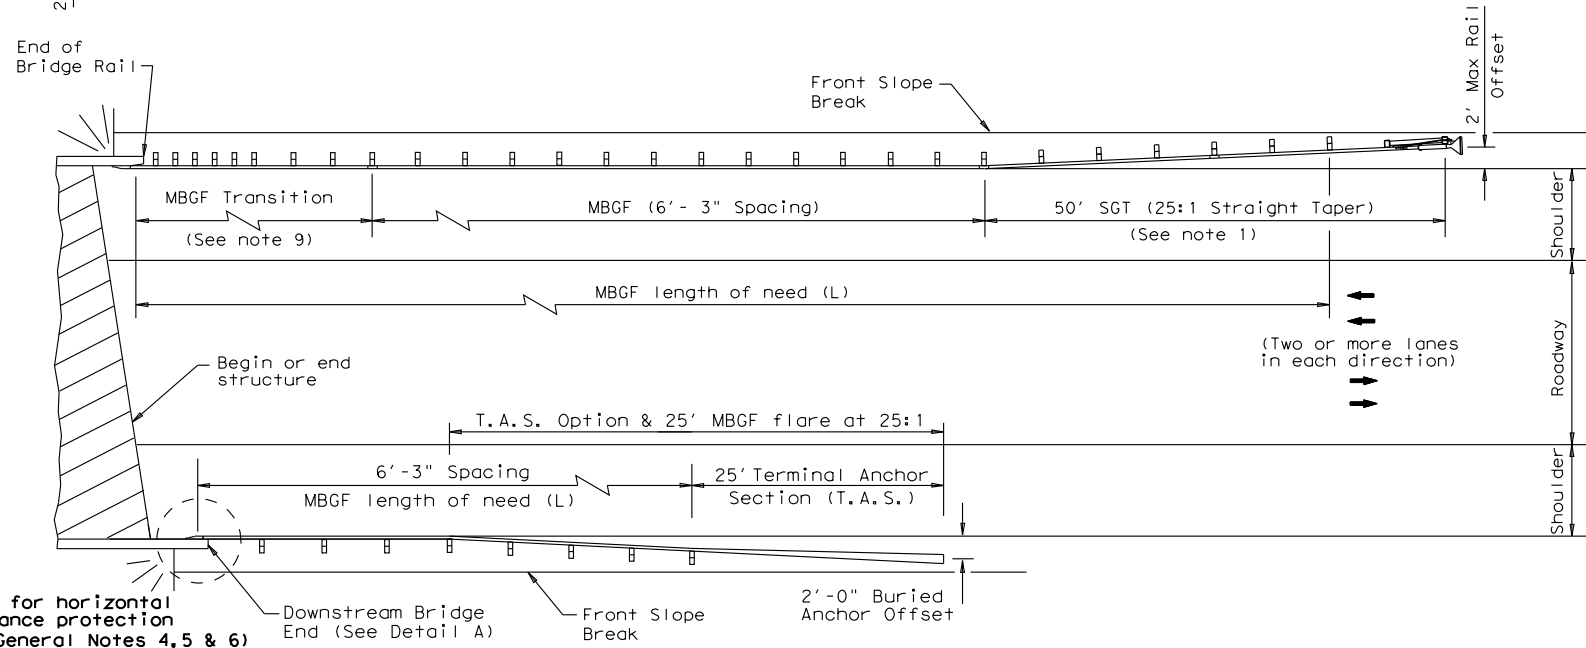 2'
End of
Bridge Rail
Front Slope
Break
2' Max Rail
Offset
MBGF Transition
(See note 9)
MBGF (6'- 3" Spacing)
50' SGT (25:1 Straight Taper)
(See note 1)
Shoulder
MBGF length of need (L)
(Two or more lanes
in each direction)
Roadway
Begin or end
structure
T.A.S. Option & 25' MBGF flare at 25:1
6'-3" Spacing
MBGF length of need (L)
25' Terminal Anchor
Section (T.A.S.)
Shoulder
for horizontal
ance protection
General Notes 4,5 & 6)
Downstream Bridge
End (See Detail A)
Front Slope
Break
2'-0" Buried
Anchor Offset